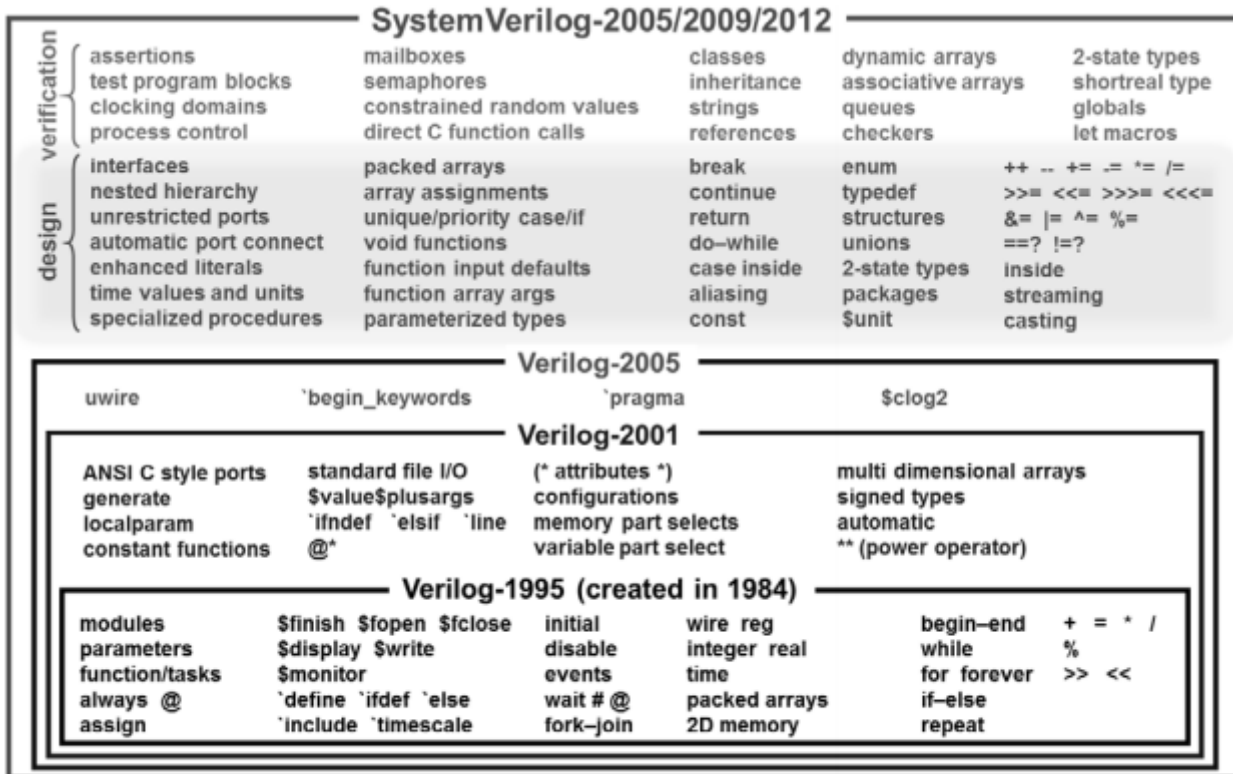 SystemVerilog-2005/2009/2012
verification
assertions mailboxes classes dynamic arrays 2-state types
test program blocks semaphores inheritance associative arrays shortreal type
clocking domains constrained random values strings queues globals
process control direct C function calls references checkers let macros
design
interfaces packed arrays break enum ++ -- += -= *= /=
nested hierarchy array assignments continue typedef >>= <<= >>>= <<<=
unrestricted ports unique/priority case/if return structures &= |= ^= %=
automatic port connect void functions do–while unions ==? !=?
enhanced literals function input defaults case inside 2-state types inside
time values and units function array args aliasing packages streaming
specialized procedures parameterized types const $unit casting
Verilog-2005
uwire `begin_keywords `pragma $clog2
Verilog-2001
ANSI C style ports standard file I/O (* attributes *) multi dimensional arrays
generate $value$plusargs configurations signed types
localparam `ifndef `elsif `line memory part selects automatic
constant functions @* variable part select ** (power operator)
Verilog-1995 (created in 1984)
modules $finish $fopen $fclose initial wire reg begin–end + = * /
parameters $display $write disable integer real while %
function/tasks $monitor events time for forever >> <<
always @ `define `ifdef `else wait # @ packed arrays if–else
assign `include `timescale fork–join 2D memory repeat